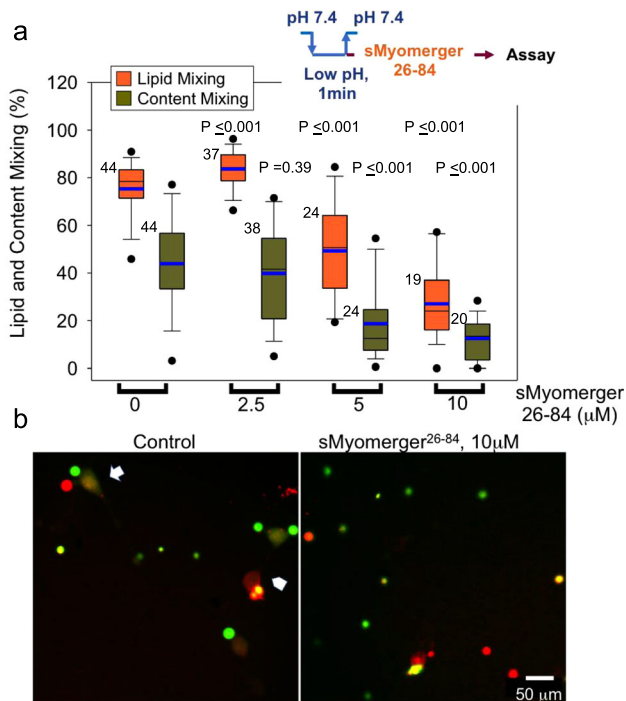 a
pH 7.4 pH 7.4
sMyomerger
26-84
Assay
Low pH,
1min
Lipid and Content Mixing (%)
120
100
80
60
40
20
0
Lipid Mixing
Content Mixing
P ≤0.001
P ≤0.001
P ≤0.001
P =0.39
P ≤0.001
P ≤0.001
44
44
37
38
24
24
19
20
0 2.5 5 10
sMyomerger
26-84 (μM)
b
Control
sMyomerger26-84, 10μM
50 μm